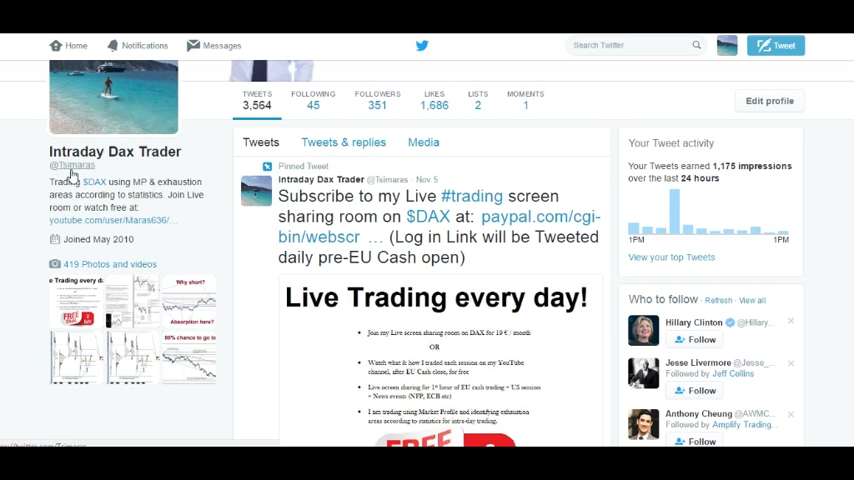 Home Notifications Messages Search Twitter Tweet
TWEETS FOLLOWING FOLLOWERS LIKES LISTS MOMENTS
3,564 45 351 1,686 2 1
Edit profile
Intraday Dax Trader
@Tsimaras
Trading $DAX using MP & exhaustion
areas according to statistics. Join Live
room or watch free at:
youtube.com/user/Maras636/...
Joined May 2010
419 Photos and videos
Why short?
Absorption here?
Tweets Tweets & replies Media
Pinned Tweet
Intraday Dax Trader @Tsimaras · Nov 5
Subscribe to my Live #trading screen
sharing room on $DAX at: paypal.com/cgi-
bin/webscr … (Log in Link will be Tweeted
daily pre-EU Cash open)
Live Trading every day!
• Join my Live screen sharing room on DAX for 19 € / month
OR
• Watch what & how I traded each session on my YouTube
channel, after EU Cash close, for free
• Live screen sharing for 1st hour of EU cash trading + US session
+ News events (NFP, ECB etc)
• I am trading using Market Profile and identifying exhaustion
areas according to statistics for intra-day trading.
FREE
Your Tweet activity
Your Tweets earned 1,175 impressions
over the last 24 hours
1PM 1PM
View your top Tweets
Who to follow · Refresh · View all
Hillary Clinton @Hillary...
Follow
Jesse Livermore @Jesse_...
Followed by Jeff Collins
Follow
Anthony Cheung @AWMC...
Followed by Amplify Trading...
Follow